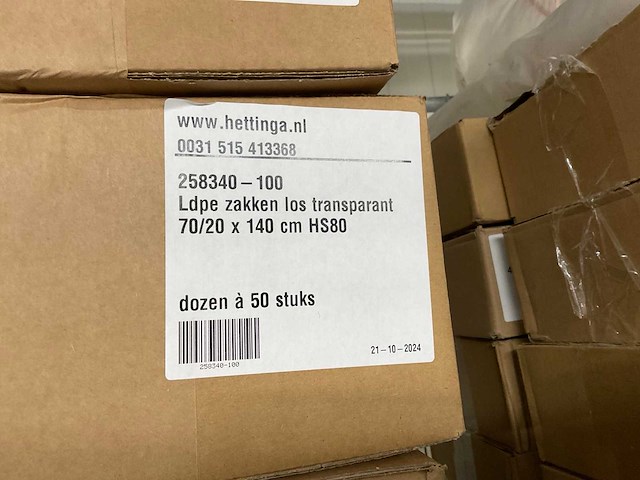 www.hettinga.nl
0031 515 413368
258340-100
Ldpe zakken los transparant
70/20 x 140 cm HS80
dozen à 50 stuks
258340-100
21-10-2024